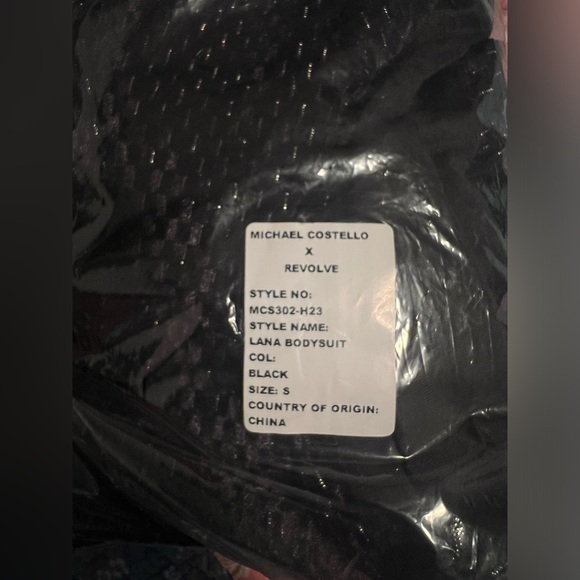 MICHAEL COSTELLO
X
REVOLVE
STYLE NO:
MCS302-H23
STYLE NAME:
LANA BODYSUIT
COL:
BLACK
SIZE: S
COUNTRY OF ORIGIN:
CHINA